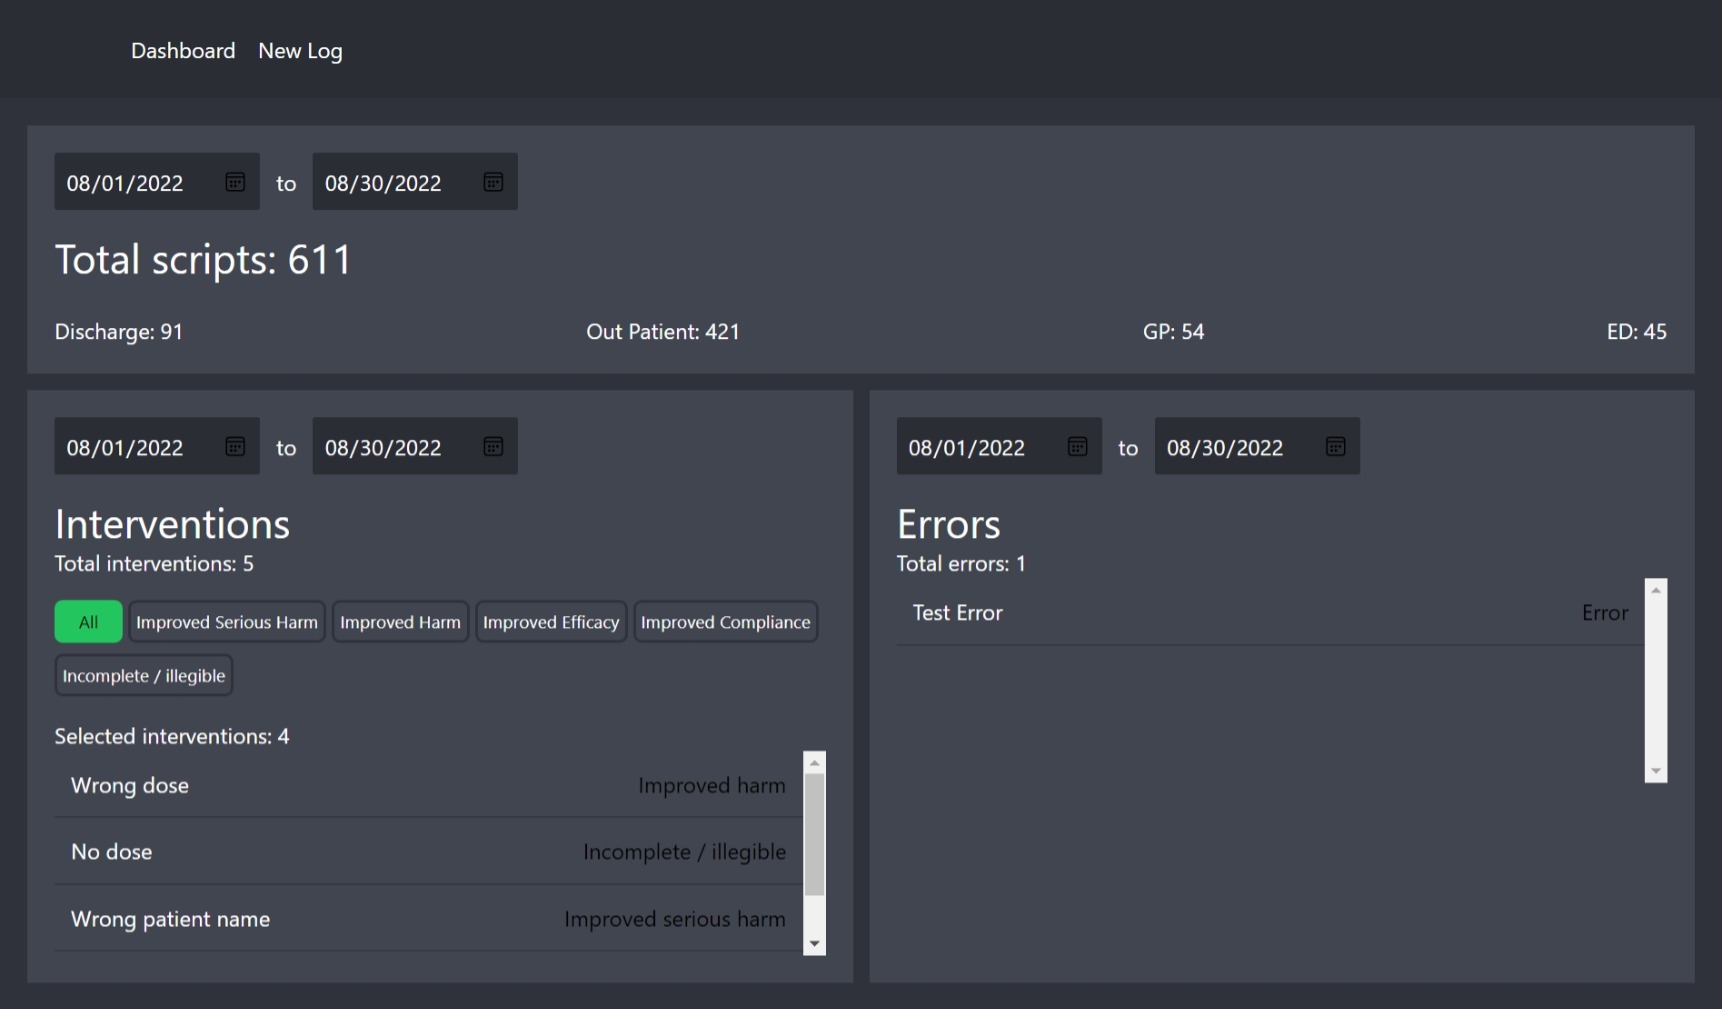 Dashboard New Log
08/01/2022 to 08/30/2022
Total scripts: 611
Discharge: 91 Out Patient: 421 GP: 54 ED: 45
08/01/2022 to 08/30/2022
Interventions
Total interventions: 5
All Improved Serious Harm Improved Harm Improved Efficacy Improved Compliance
Incomplete / illegible
Selected interventions: 4
Wrong dose Improved harm
No dose Incomplete / illegible
Wrong patient name Improved serious harm
08/01/2022 to 08/30/2022
Errors
Total errors: 1
Test Error Error